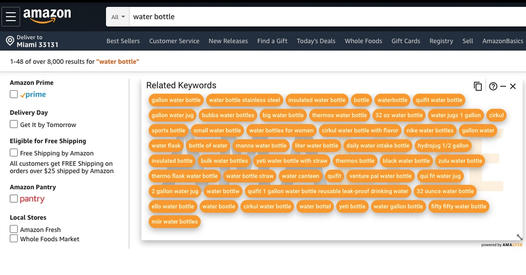 amazon
All
water bottle
Deliver to
Miami 33131
Best Sellers Customer Service New Releases Find a Gift Today's Deals Whole Foods Gift Cards Registry Sell AmazonBasics
1-48 of over 8,000 results for "water bottle"
Amazon Prime
prime
Delivery Day
Get It by Tomorrow
Eligible for Free Shipping
Free Shipping by Amazon
All customers get FREE Shipping on
orders over $25 shipped by Amazon
Amazon Pantry
pantry
Local Stores
Amazon Fresh
Whole Foods Market
Related Keywords
gallon water bottle water bottle stainless steel insulated water bottle bottle waterbottle quifit water bottle
gallon water jug bubba water bottles big water bottle thermos water bottle 32 oz water bottle water jugs 1 gallon cirkul
sports bottle small water bottle water bottles for women cirkul water bottle with flavor nike water bottles gallon water
water flask bottle of water manna water bottle liter water bottle daily water intake bottle hydrojug 1/2 gallon
insulated bottle bulk water bottles yeti water bottle with straw thermos bottle black water bottle zulu water bottle
thermo flask water bottle water bottle straw water canteen quifit venture pal water bottle qui fit water jug
2 gallon water jug water bottle quifit 1 gallon water bottle reusable leak-proof drinking water 32 ounce water bottle
ello water bottle water boottle cirkul water bottle water bottel yeti bottle water gallon bottle fifty fifty water bottle
miir water bottles
powered by AMALYZE